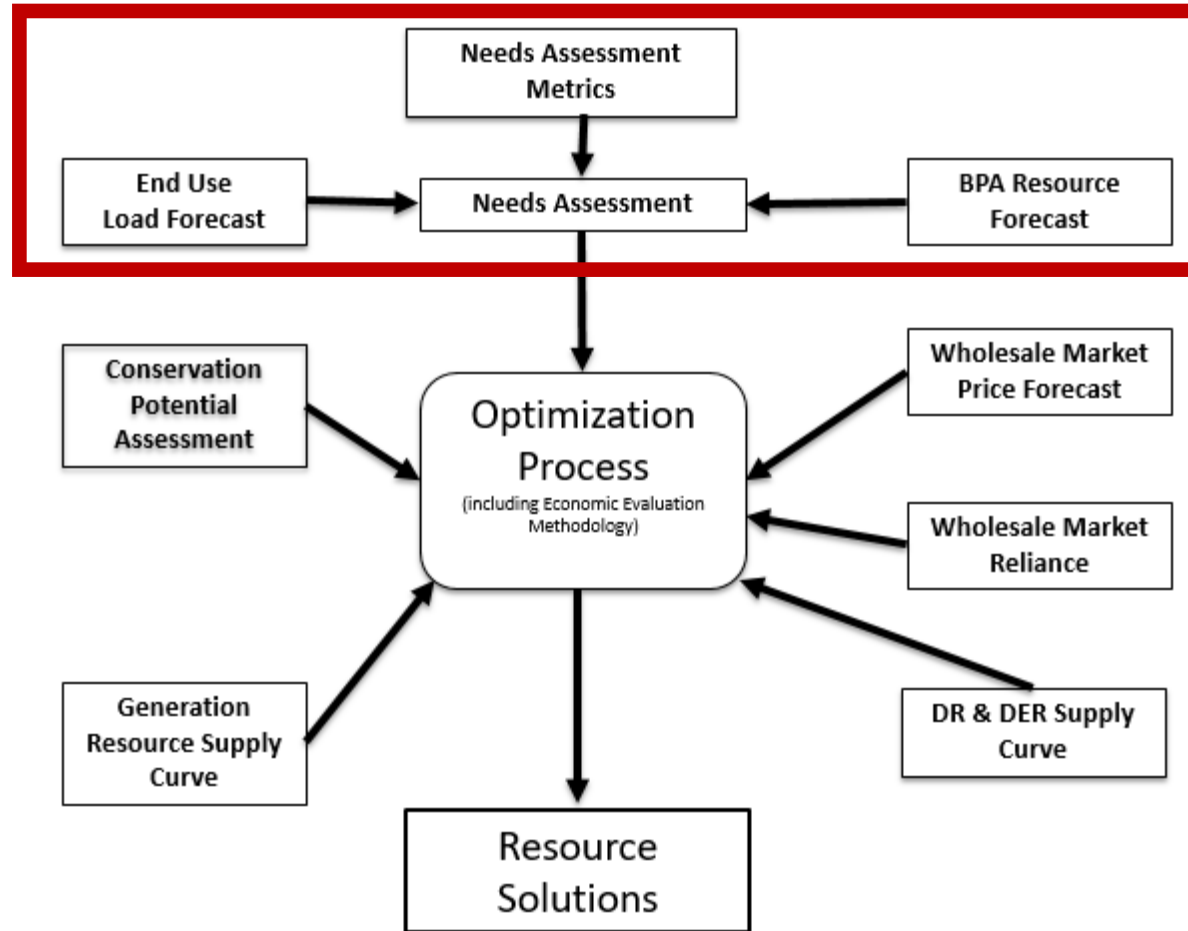 Needs Assessment
Metrics
End Use
Load Forecast
Needs Assessment
BPA Resource
Forecast
Conservation
Potential
Assessment
Optimization
Process
(including Economic Evaluation
Methodology)
Wholesale Market
Price Forecast
Wholesale Market
Reliance
Generation
Resource Supply
Curve
DR & DER Supply
Curve
Resource
Solutions